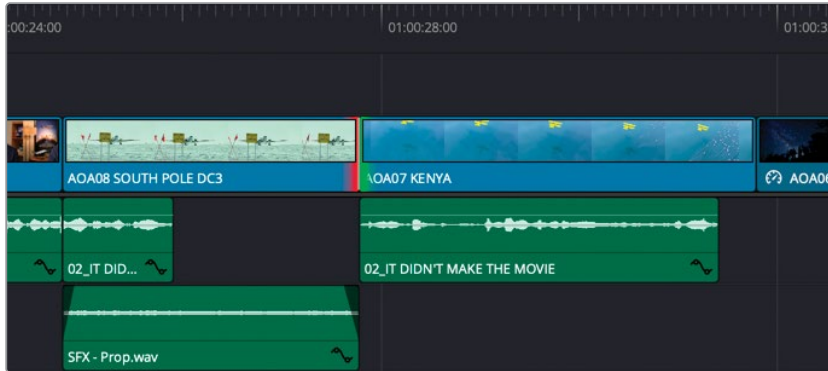 :00:24:00
01:00:28:00
01:00:3
AOA08 SOUTH POLE DC3
AOA07 KENYA
AOA06
02_IT DID...
02_IT DIDN'T MAKE THE MOVIE
SFX - Prop.wav